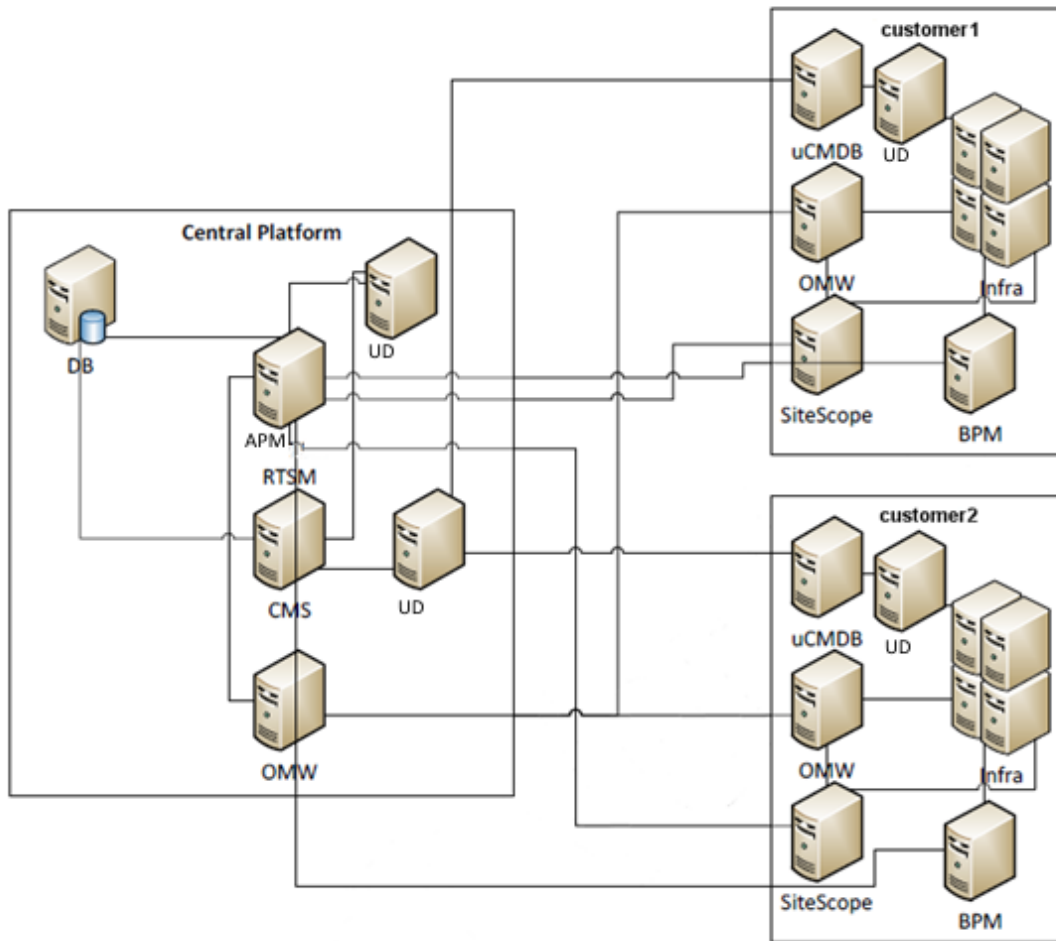 customer1
uCMDB
UD
OMW
Infra
SiteScope
BPM
Central Platform
DB
UD
APM
RTSM
CMS
UD
OMW
customer2
uCMDB
UD
OMW
Infra
SiteScope
BPM